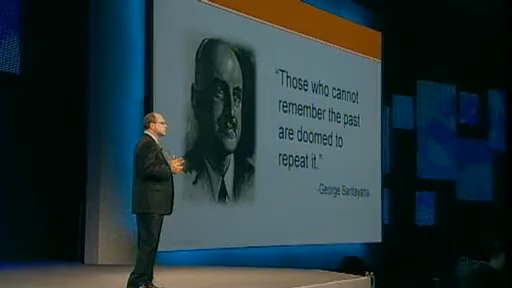 "Those who cannot
remember the past
are doomed to
repeat it."
-George Santayana